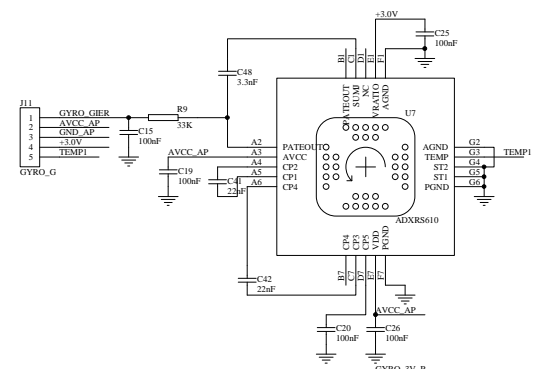 +3.0V
C25
100nF
B1
C1
D1
E1
F1
C48
3.3nF
PATEOUT
SUMJ
NC
VRATIO
AGND
U7
J11
1 GYRO_GIER
2 AVCC_AP
3 GND_AP
4 +3.0V
5 TEMP1
GYRO_G
R9
33K
C15
100nF
A2 PATEOUT
AVCC_AP A3 AVCC
A4 CP2
A5 CP1
A6 CP4
C19
100nF
C41
22nF
AGND G2
TEMP G3 TEMP1
ST2 G4
ST1 G5
PGND G6
ADXRS610
CP4
CP3
CP5
VDD
PGND
B7
C7
D7
E7
F7
C42
22nF
AVCC_AP
C20
100nF
C26
100nF